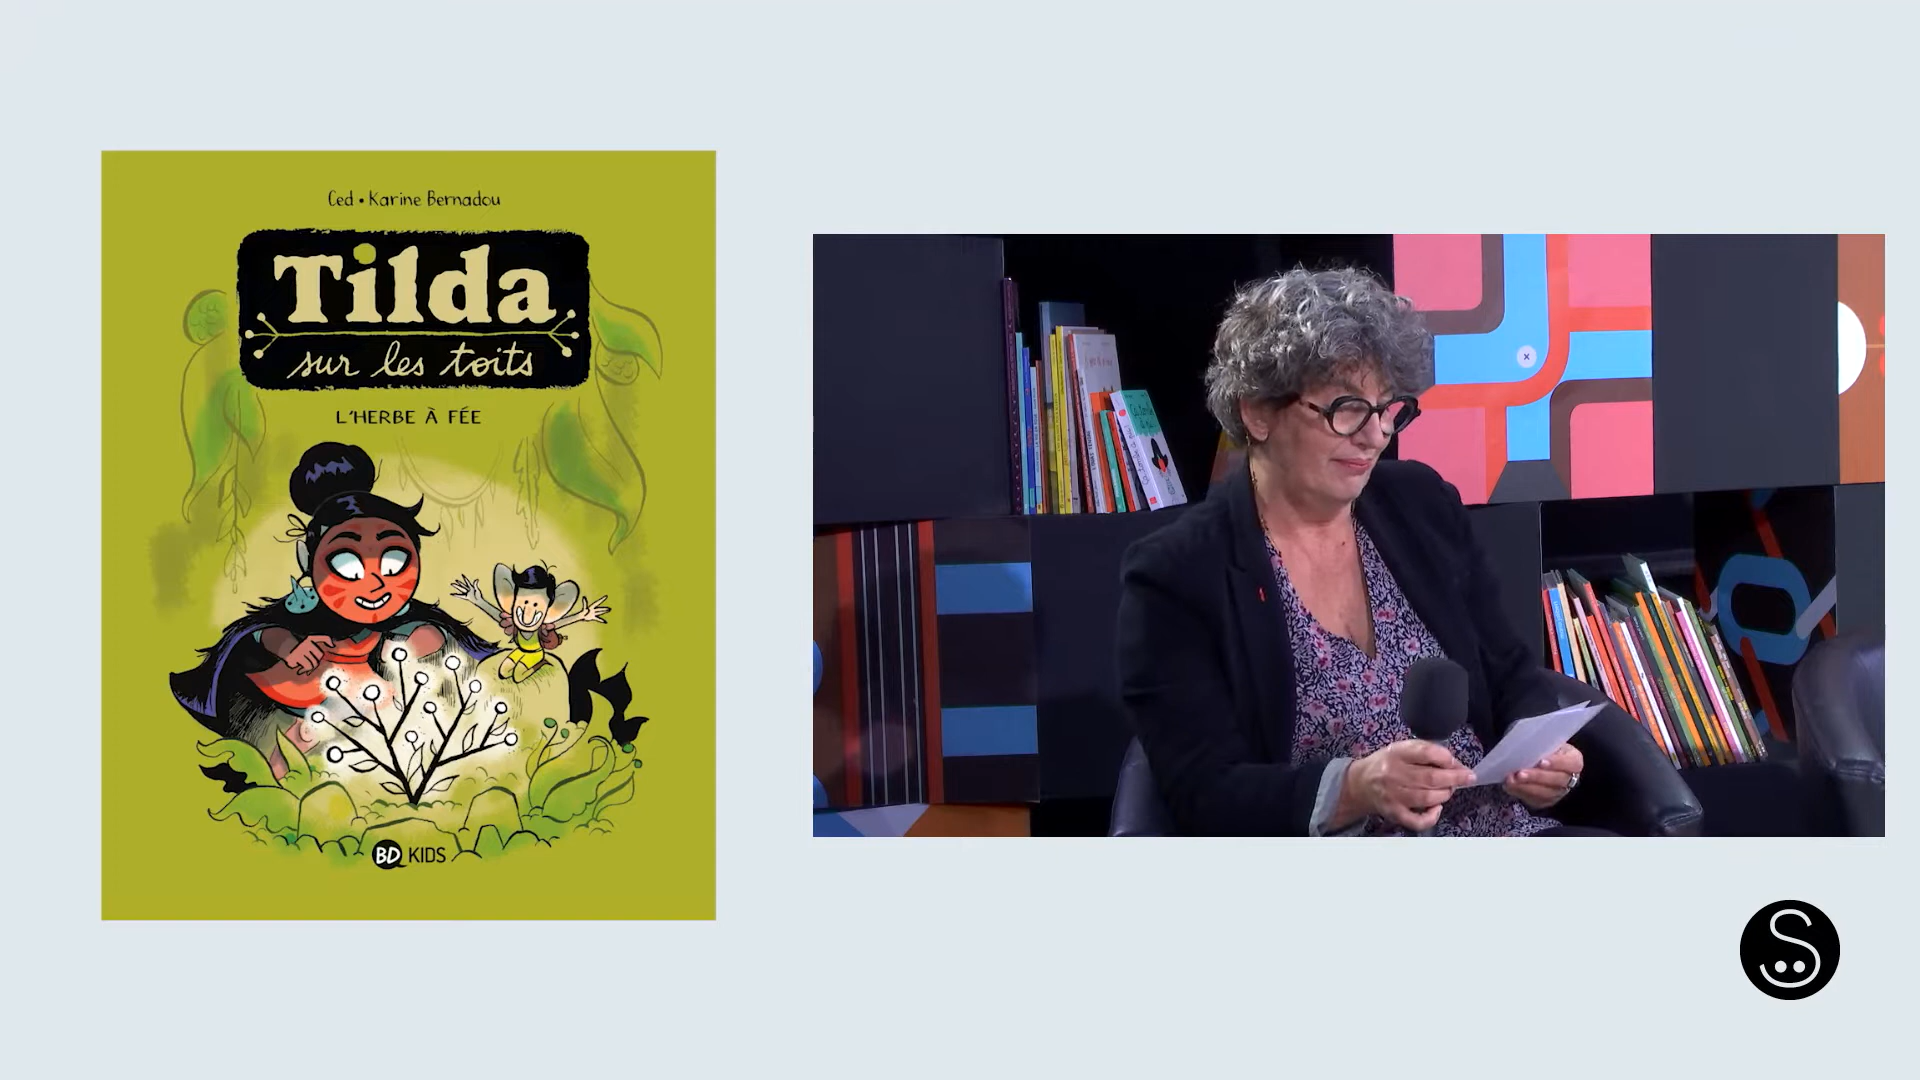 Ced • Karine Bernadou
Tilda
sur les toits
L'HERBE À FÉE
BD KIDS